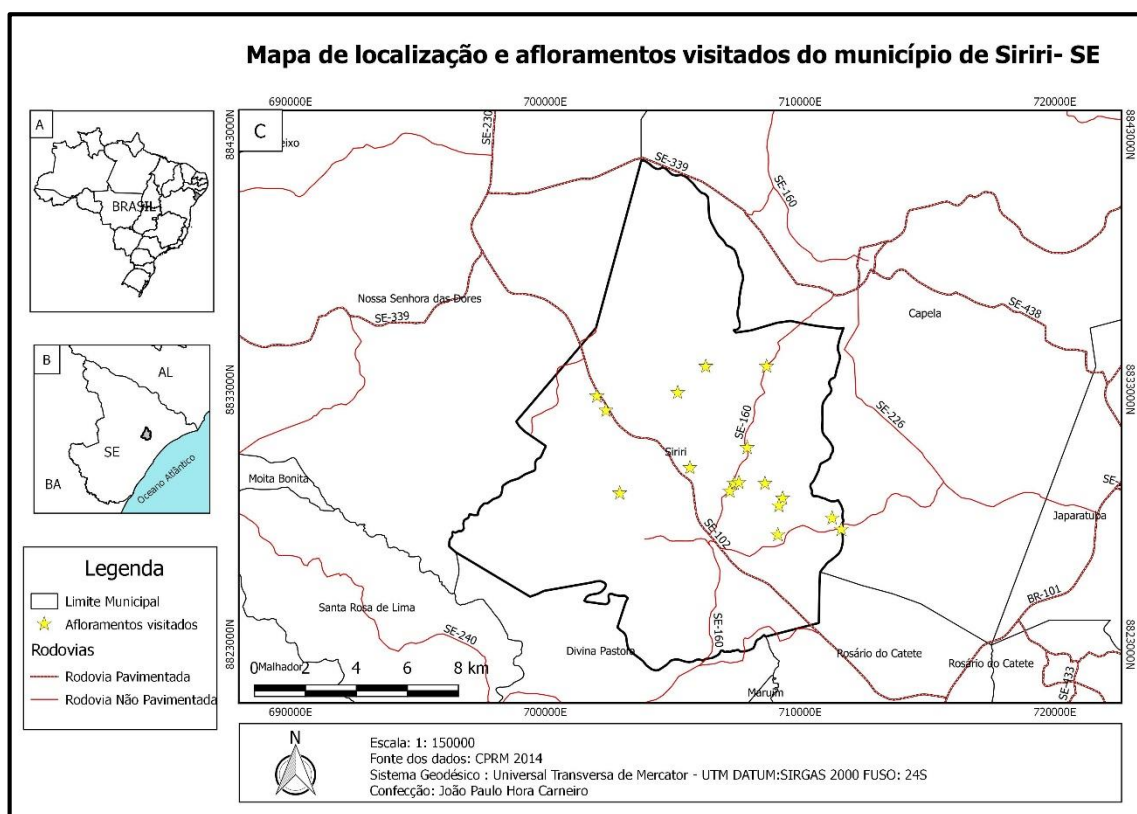 Mapa de localização e afloramentos visitados do município de Siriri- SE
A
BRASIL
B
AL
SE
BA
Oceano Atlântico
Legenda
Limite Municipal
Afloramentos visitados
Rodovias
Rodovia Pavimentada
Rodovia Não Pavimentada
690000E 700000E 710000E 720000E
8843000N 8843000N
C
eixo
SE-230
SE-339
SE-160
Nossa Senhora das Dores
SE-339
Capela
SE-438
8833000N 8833000N
SE-160
SE-226
Siriri
Moita Bonita
SE-
Japaratuba
SE-102
BR-101
Santa Rosa de Lima
SE-240
SE-160
8823000N 8823000N
Divina Pastora
Rosário do Catete
Rosário do Catete
Malhador
SE-433
Maruim
0 2 4 6 8 km
690000E 700000E 710000E 720000E
N
Escala: 1: 150000
Fonte dos dados: CPRM 2014
Sistema Geodésico : Universal Transversa de Mercator - UTM DATUM:SIRGAS 2000 FUSO: 24S
Confecção: João Paulo Hora Carneiro